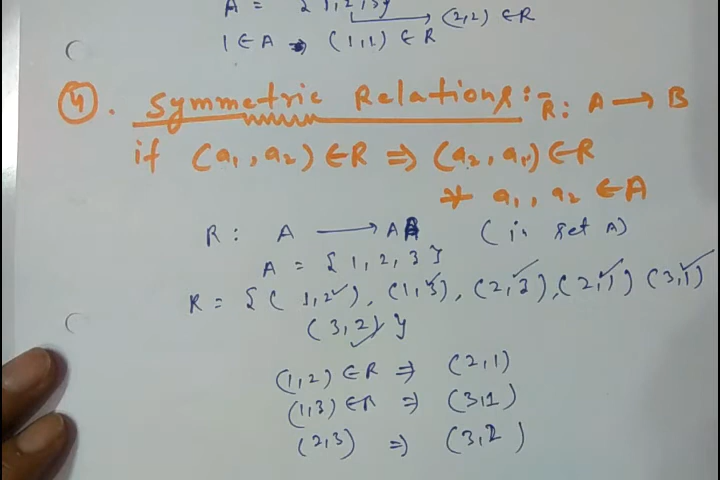 A = {1,2,3}
(2,2) ∈ R
1 ∈ A ⇒ (1,1) ∈ R
(4). Symmetric Relations:- R: A → B
if (a₁, a₂) ∈ R ⇒ (a₂, a₁) ∈ R
∀ a₁, a₂ ∈ A
R: A → A (in set A)
A = {1, 2, 3}
R = {(1,2), (1,3), (2,3), (2,1) (3,1)
(3,2)}
(1,2) ∈ R ⇒ (2,1)
(1,3) ∈ R ⇒ (3,1)
(2,3) ⇒ (3,2)